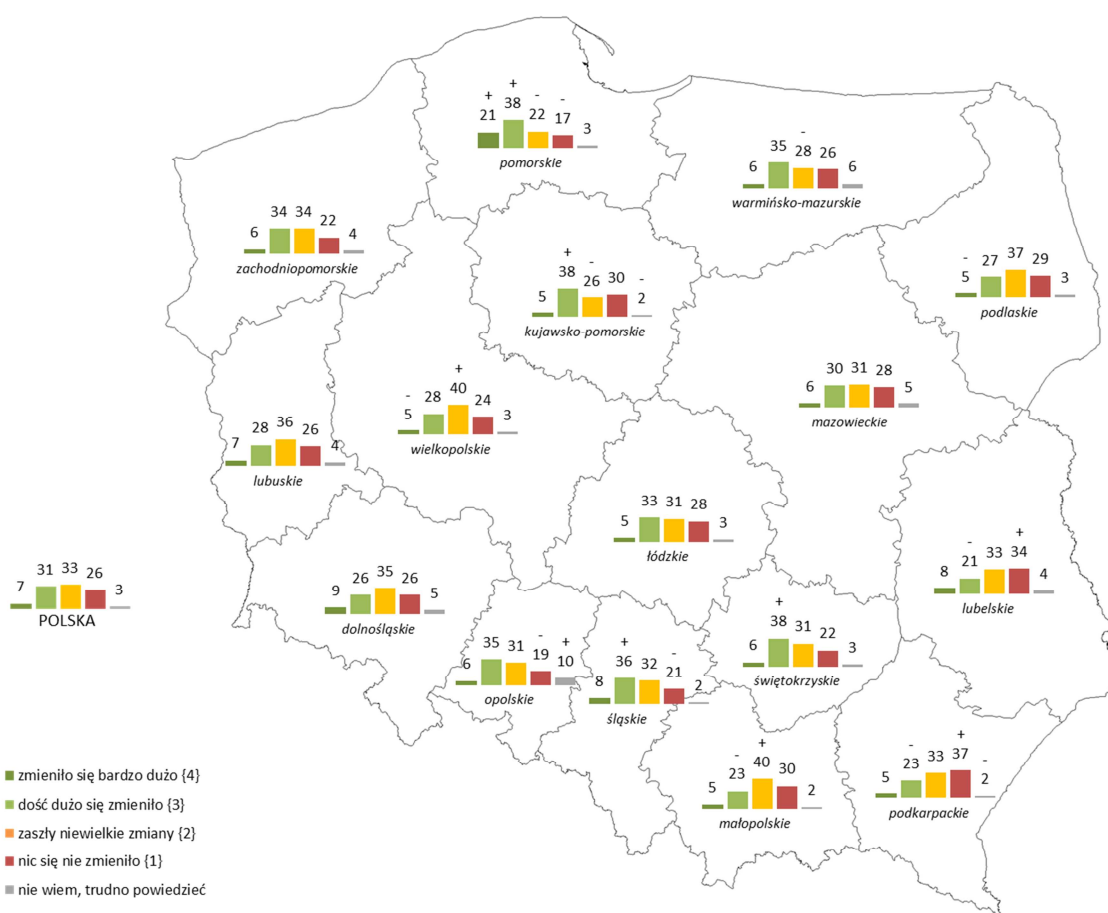 +
+ - -
21 38 22 17 3
pomorskie
-
6 35 28 26 6
warmińsko-mazurskie
6 34 34 22 4
zachodniopomorskie
-
5 27 37 29 3
podlaskie
+ - -
5 38 26 30 2
kujawsko-pomorskie
6 30 31 28 5
mazowieckie
- +
5 28 40 24 3
wielkopolskie
7 28 36 26 4
lubuskie
5 33 31 28 3
łódzkie
- +
8 21 33 34 4
lubelskie
7 31 33 26 3
POLSKA
9 26 35 26 5
dolnośląskie
+
6 38 31 22 3
świętokrzyskie
- +
6 35 31 19 10
opolskie
+ -
8 36 32 21 2
śląskie
- +
5 23 40 30 2
małopolskie
- + -
5 23 33 37 2
podkarpackie
zmieniło się bardzo dużo {4}
dość dużo się zmieniło {3}
zaszły niewielkie zmiany {2}
nic się nie zmieniło {1}
nie wiem, trudno powiedzieć